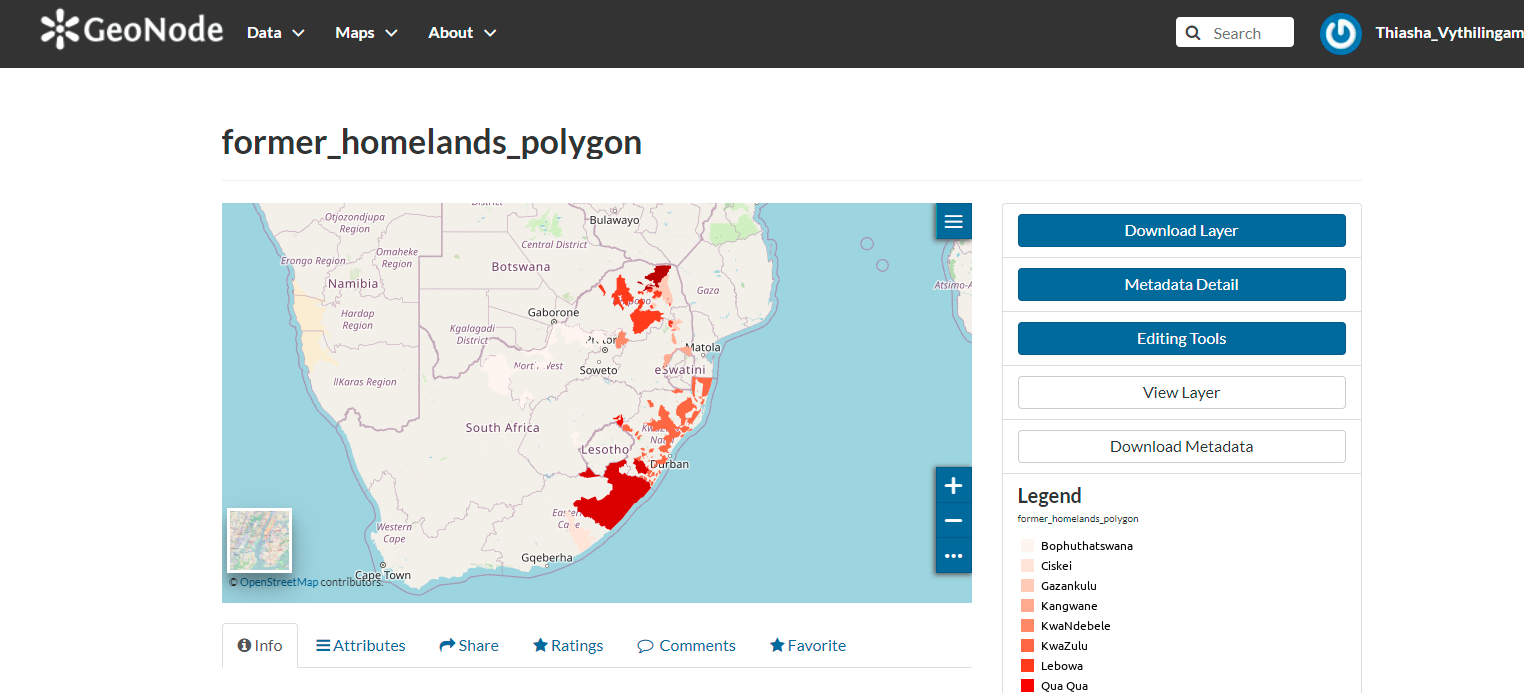 GeoNode Data Maps About Search Thiasha_Vythilingam
former_homelands_polygon
Otjozondjupa
Region
Bulawayo
Central District
Omaheke
Region
Erongo Region
Botswana
Namibia
Gaza
Atsimo-A
Hardap
Region
Gaborone
Kgalagadi
District
Matola
North West
Soweto
eSwatini
IIKaras Region
South Africa
Lesotho
Durban
Western
Cape
Gqeberha
Cape Town
© OpenStreetMap contributors.
Download Layer
Metadata Detail
Editing Tools
View Layer
Download Metadata
Legend
former_homelands_polygon
Bophuthatswana
Ciskei
Gazankulu
Kangwane
KwaNdebele
KwaZulu
Lebowa
Qua Qua
Info Attributes Share Ratings Comments Favorite